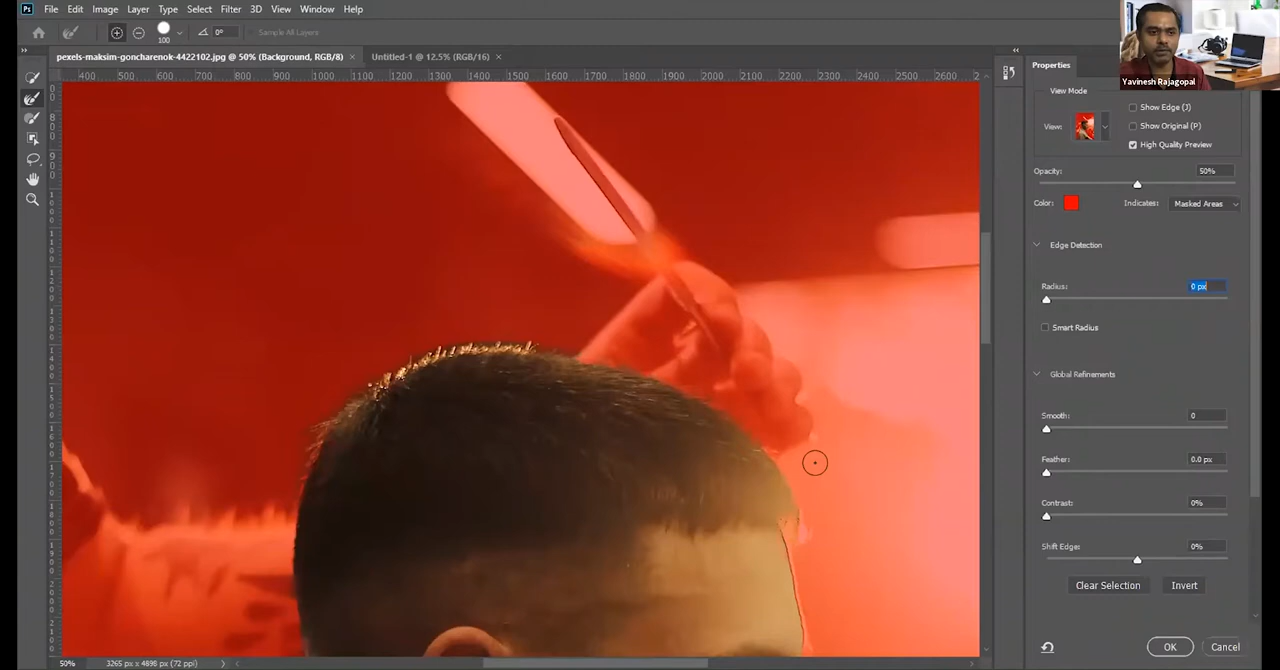 Ps File Edit Image Layer Type Select Filter 3D View Window Help
100 0° Sample All Layers
pexels-maksim-goncharenok-4422102.jpg @ 50% (Background, RGB/8) × Untitled-1 @ 12.5% (RGB/16) ×
400 500 600 700 800 900 1000 1100 1200 1300 1400 1500 1600 1700 1800 1900 2000 2100 2200 2300 2400 2500 2600
Yavinesh Rajagopal
Properties
View Mode
Show Edge (J)
View: Show Original (P)
High Quality Preview
Opacity: 50%
Color: Indicates: Masked Areas
Edge Detection
Radius: 0 px
Smart Radius
Global Refinements
Smooth: 0
Feather: 0.0 px
Contrast: 0%
Shift Edge: 0%
Clear Selection Invert
OK Cancel
50% 3265 px x 4898 px (72 ppi)